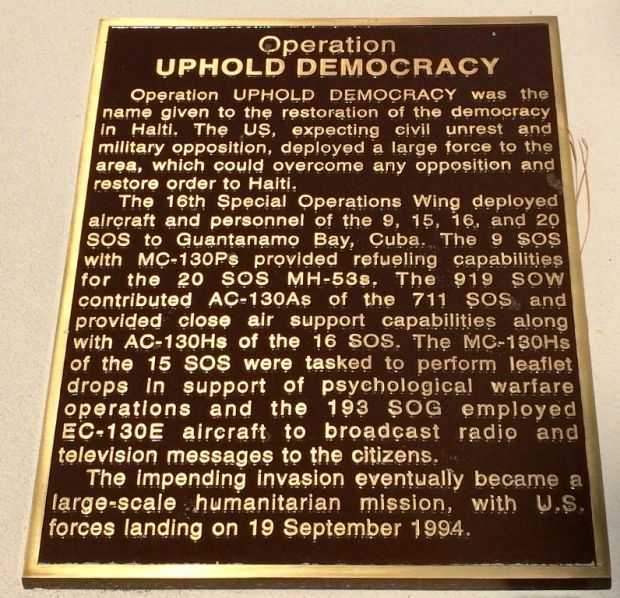 Operation
UPHOLD DEMOCRACY
Operation UPHOLD DEMOCRACY was the
name given to the restoration of the democracy
in Haiti. The US, expecting civil unrest and
military opposition, deployed a large force to the
area, which could overcome any opposition and
restore order to Haiti.
The 16th Special Operations Wing deployed
aircraft and personnel of the 9, 15, 16, and 20
SOS to Guantanamo Bay, Cuba. The 9 SOS
with MC-130Ps provided refueling capabilities
for the 20 SOS MH-53s. The 919 SOW
contributed AC-130As of the 711 SOS and
provided close air support capabilities along
with AC-130Hs of the 16 SOS. The MC-130Hs
of the 15 SOS were tasked to perform leaflet
drops in support of psychological warfare
operations and the 193 SOG employed
EC-130E aircraft to broadcast radio and
television messages to the citizens.
The impending invasion eventually became a
large-scale humanitarian mission, with U.S.
forces landing on 19 September 1994.